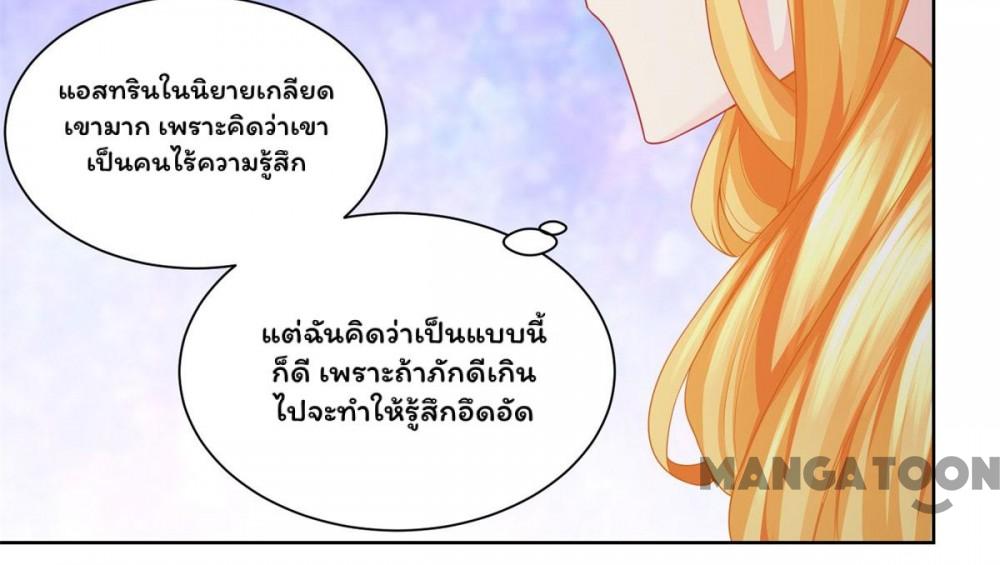 แอสทรินในนิยายเกลียด
เขามาก เพราะคิดว่าเขา
เป็นคนไร้ความรู้สึก
แต่ฉันคิดว่าเป็นแบบนี้
ก็ดี เพราะถ้าภักดีเกิน
ไปจะทำให้รู้สึกอึดอัด
MANGATOON